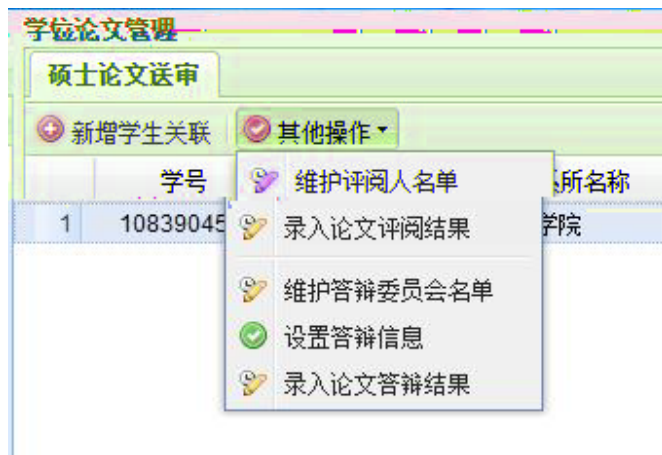 学位论文管理
硕士论文送审
新增学生关联 其他操作
学号 所名称
1 10839045 学院
维护评阅人名单
录入论文评阅结果
维护答辩委员会名单
设置答辩信息
录入论文答辩结果